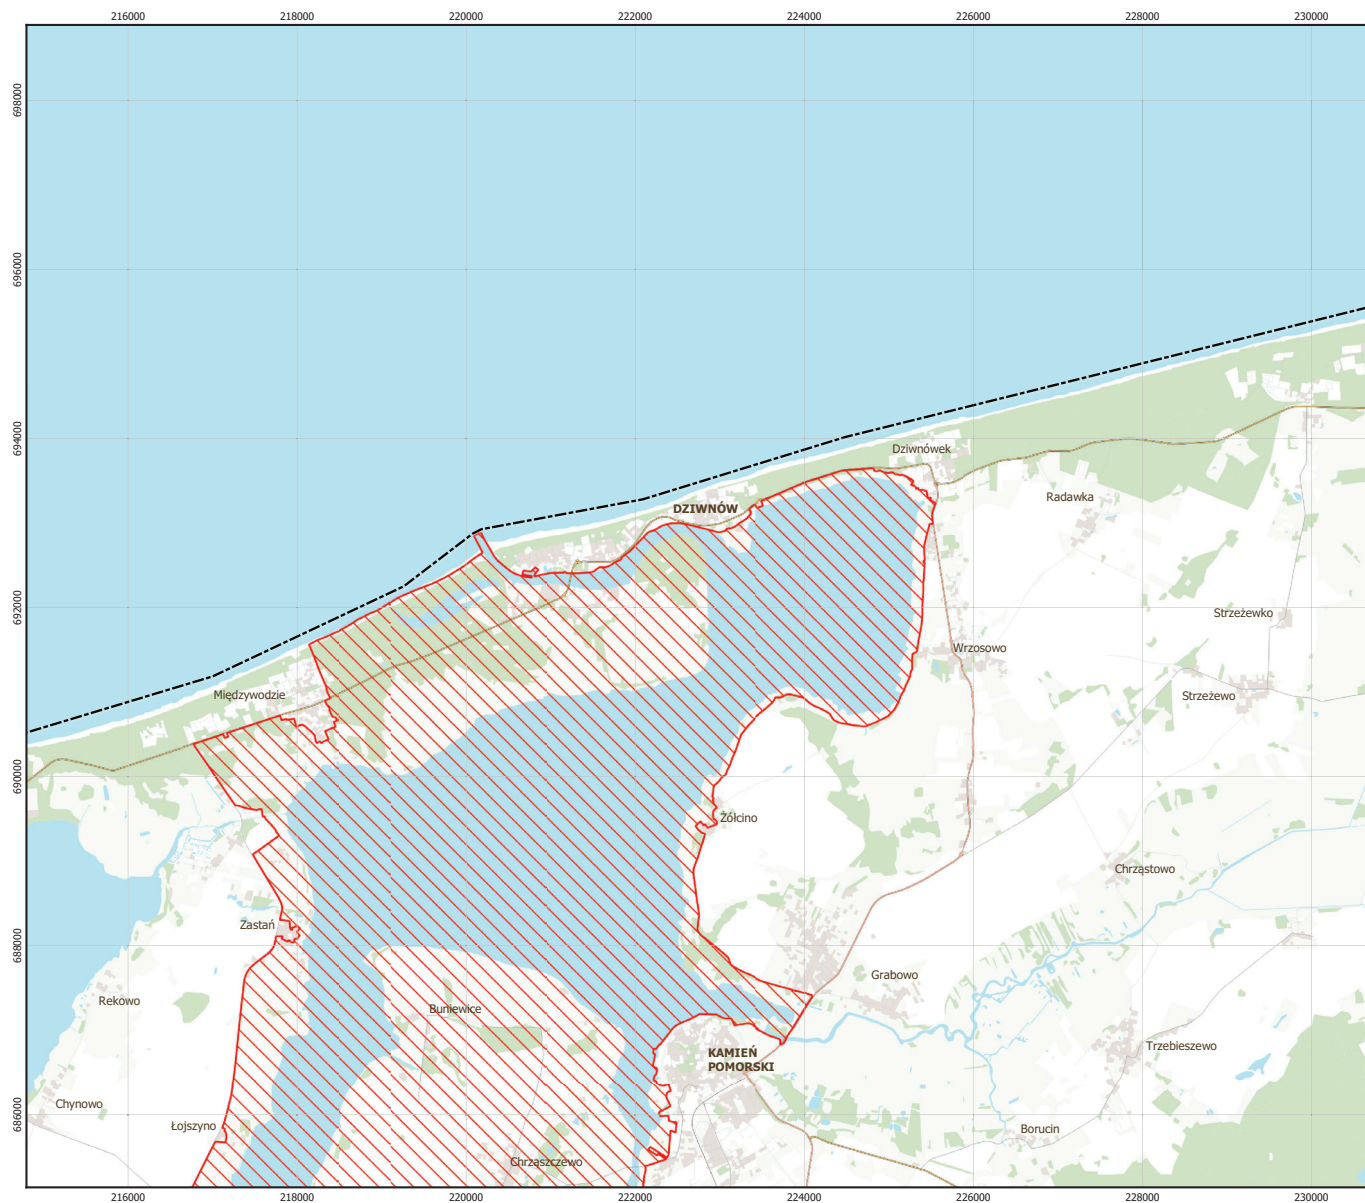 216000 218000 220000 222000 224000 226000 228000 230000
698000
696000
694000
692000
690000
688000
686000
Dziwnówek
Radawka
DZIWNÓW
Strzeżewko
Wrzosowo
Międzywodzie
Strzeżewo
Żółcino
Chrząstowo
Zastań
Grabowo
Rekowo
Buniewice
Trzebieszewo
KAMIEŃ
POMORSKI
Chynowo
Łojszyno
Borucin
Chrząszczewo
216000 218000 220000 222000 224000 226000 228000 230000